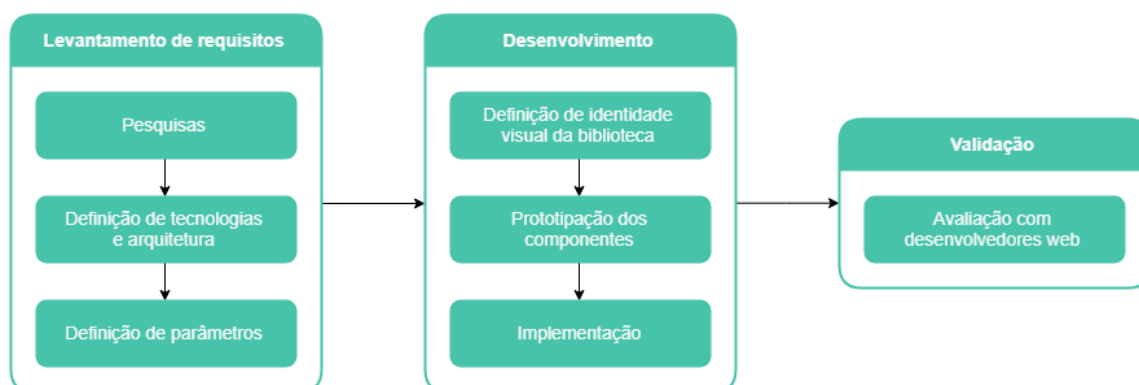 Levantamento de requisitos
Pesquisas
Definição de tecnologias
e arquitetura
Definição de parâmetros
Desenvolvimento
Definição de identidade
visual da biblioteca
Prototipação dos
componentes
Implementação
Validação
Avaliação com
desenvolvedores web